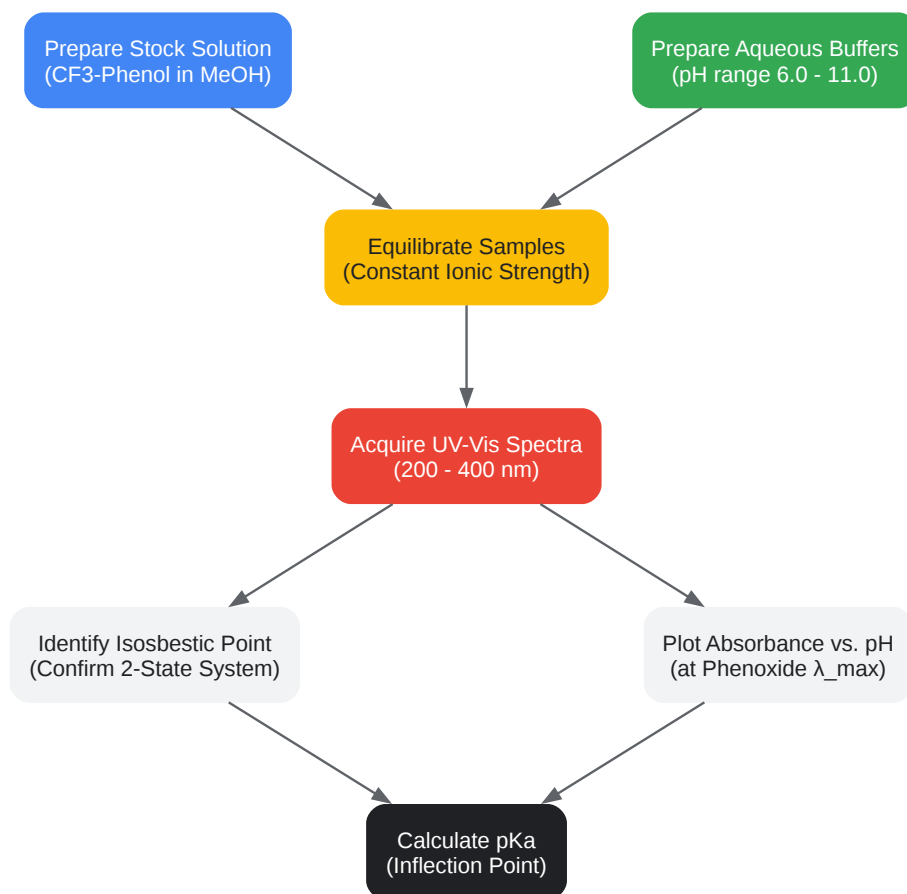 Prepare Stock Solution
(CF3-Phenol in MeOH)
Prepare Aqueous Buffers
(pH range 6.0 - 11.0)
Equilibrate Samples
(Constant Ionic Strength)
Acquire UV-Vis Spectra
(200 - 400 nm)
Identify Isosbestic Point
(Confirm 2-State System)
Plot Absorbance vs. pH
(at Phenoxide λ_max)
Calculate pKa
(Inflection Point)